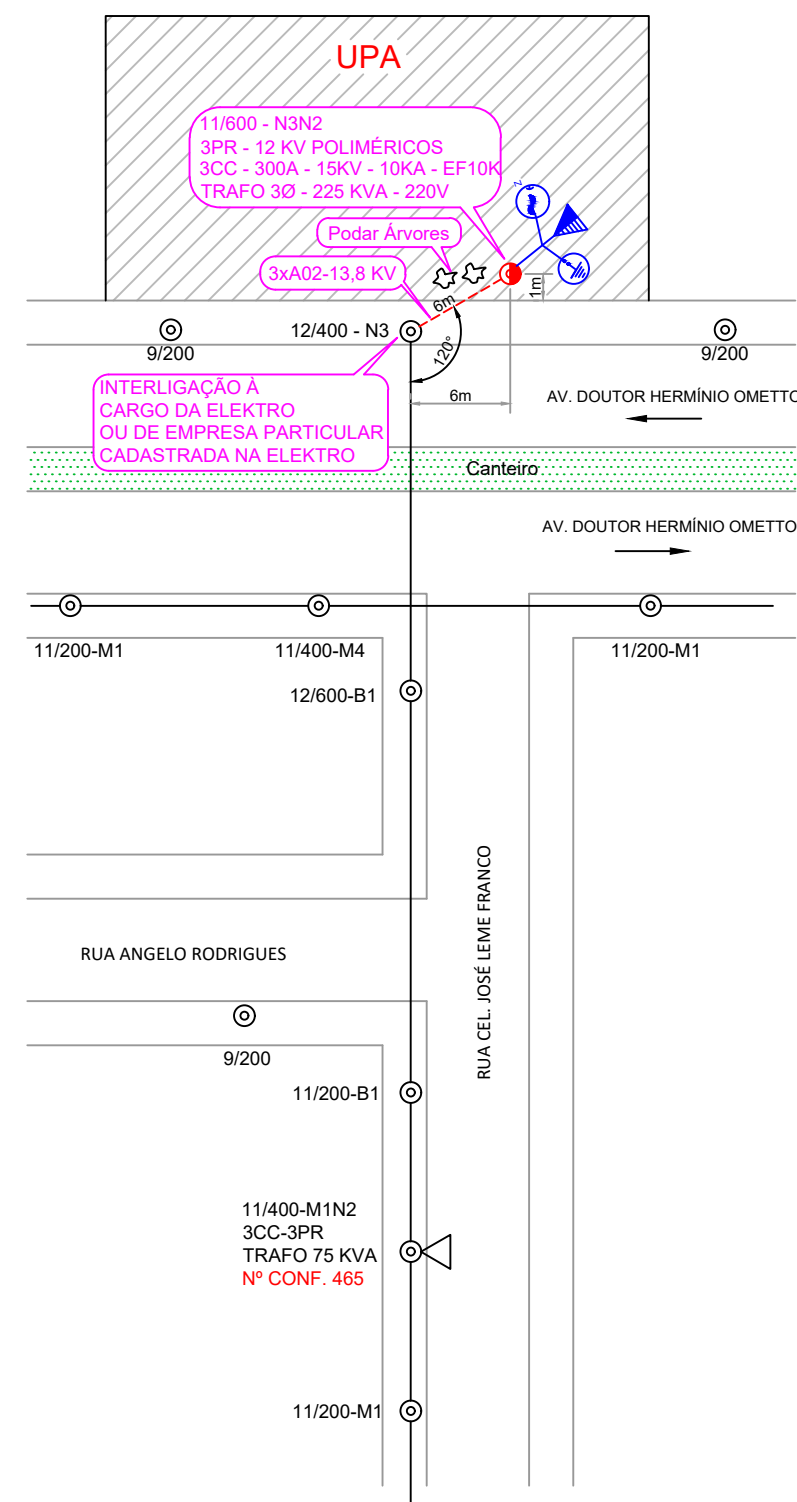 UPA
11/600 - N3N2
3PR - 12 KV POLIMÉRICOS
3CC - 300A - 15KV - 10KA - EF10K
TRAFO 3Ø - 225 KVA - 220V
Podar Árvores
3xA02-13,8 KV
6m
1m
12/400 - N3
120°
9/200
9/200
6m
INTERLIGAÇÃO À
CARGO DA ELEKTRO
OU DE EMPRESA PARTICULAR
CADASTRADA NA ELEKTRO
AV. DOUTOR HERMÍNIO OMETTO
Canteiro
AV. DOUTOR HERMÍNIO OMETTO
11/200-M1
11/400-M4
11/200-M1
12/600-B1
RUA CEL. JOSÉ LEME FRANCO
RUA ANGELO RODRIGUES
9/200
11/200-B1
11/400-M1N2
3CC-3PR
TRAFO 75 KVA
Nº CONF. 465
11/200-M1